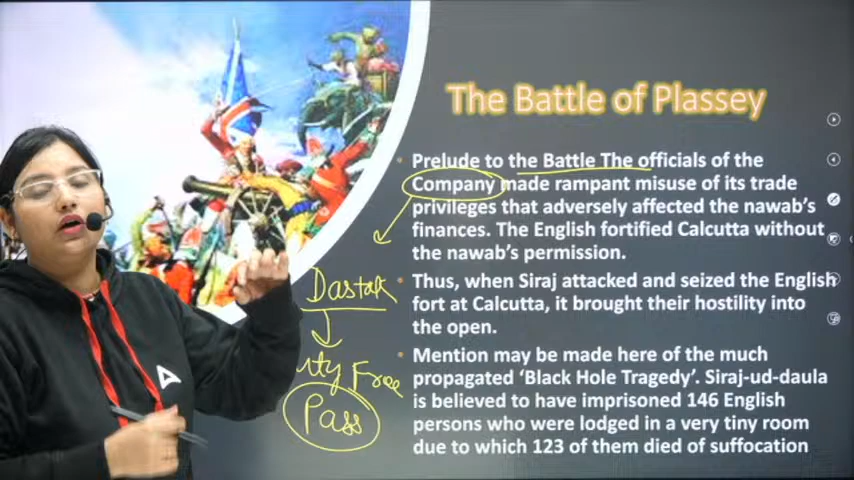 The Battle of Plassey
Prelude to the Battle The officials of the
Company made rampant misuse of its trade
privileges that adversely affected the nawab's
finances. The English fortified Calcutta without
the nawab's permission.
Thus, when Siraj attacked and seized the English
fort at Calcutta, it brought their hostility into
the open.
Mention may be made here of the much
propagated 'Black Hole Tragedy'. Siraj-ud-daula
is believed to have imprisoned 146 English
persons who were lodged in a very tiny room
due to which 123 of them died of suffocation
Dastak
uty Free
Pass